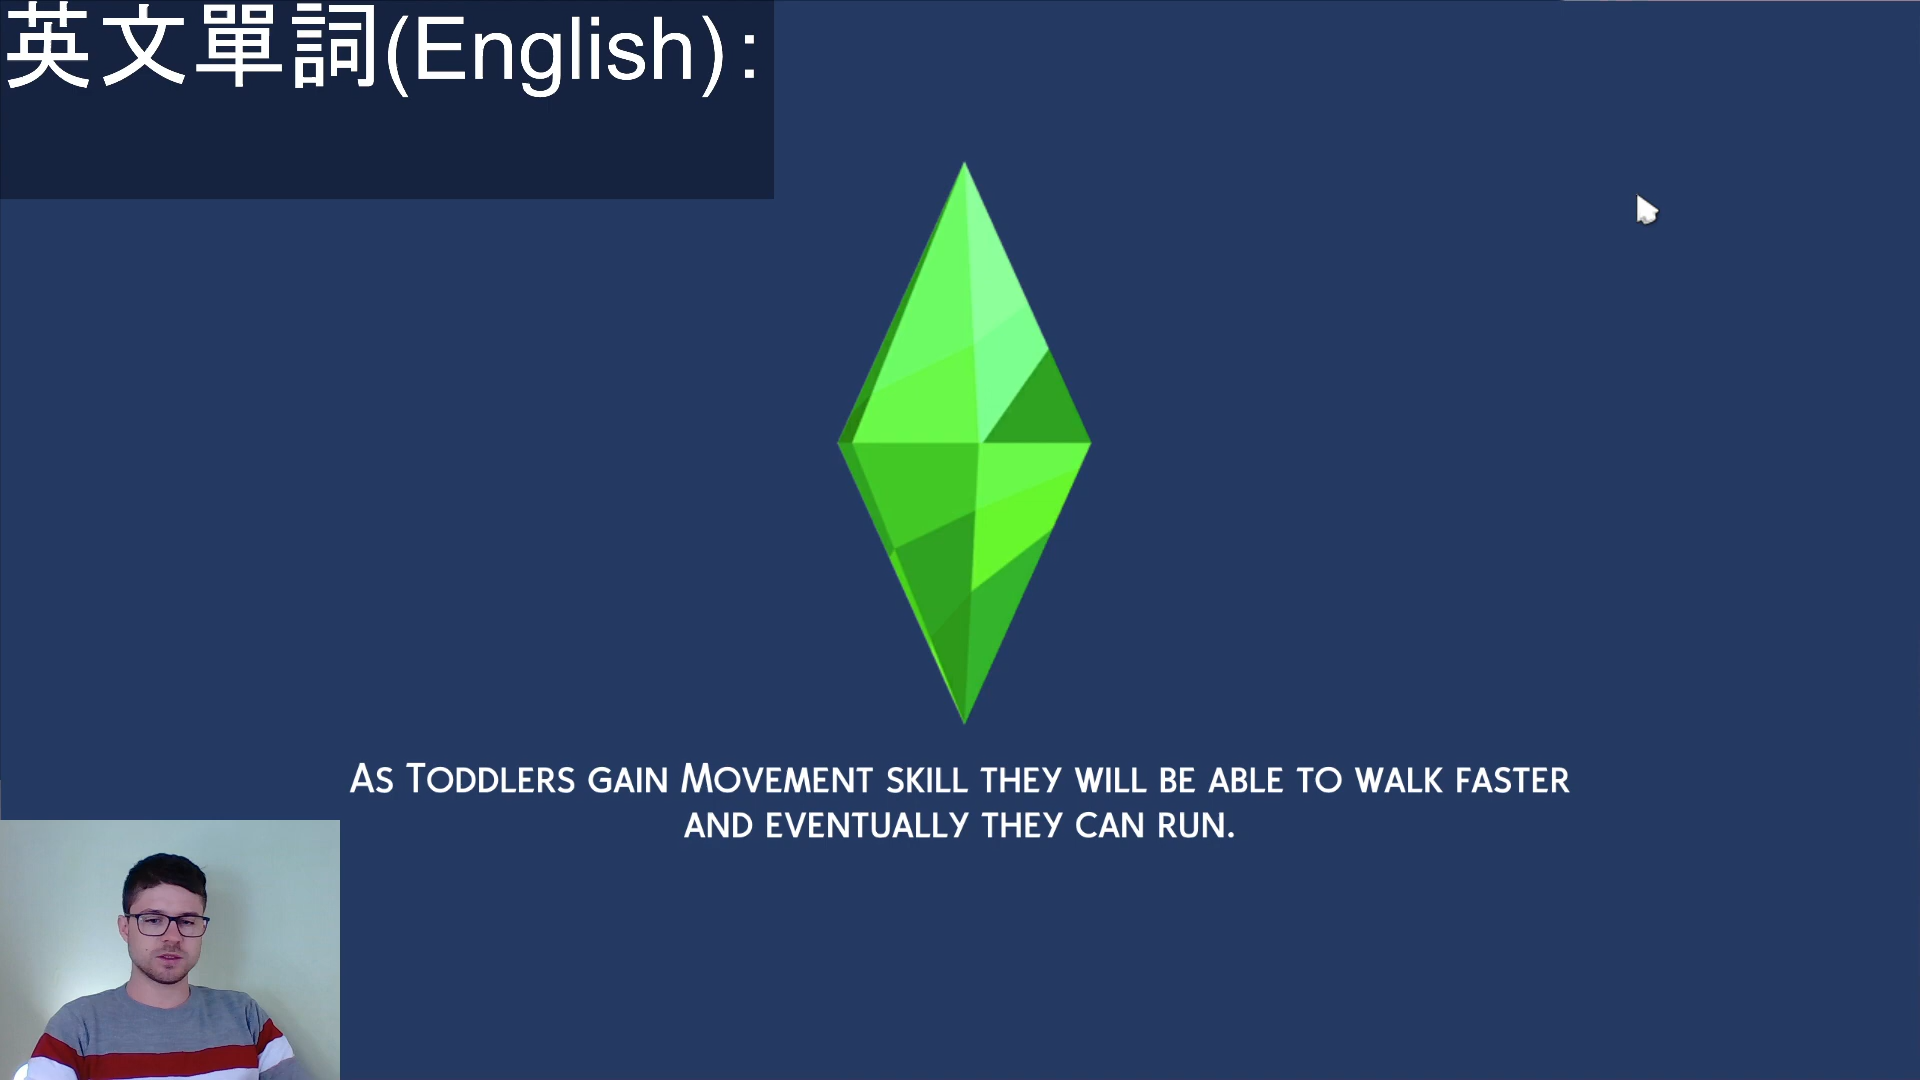 英文單詞(English):
As Toddlers gain Movement skill they will be able to walk faster
and eventually they can run.